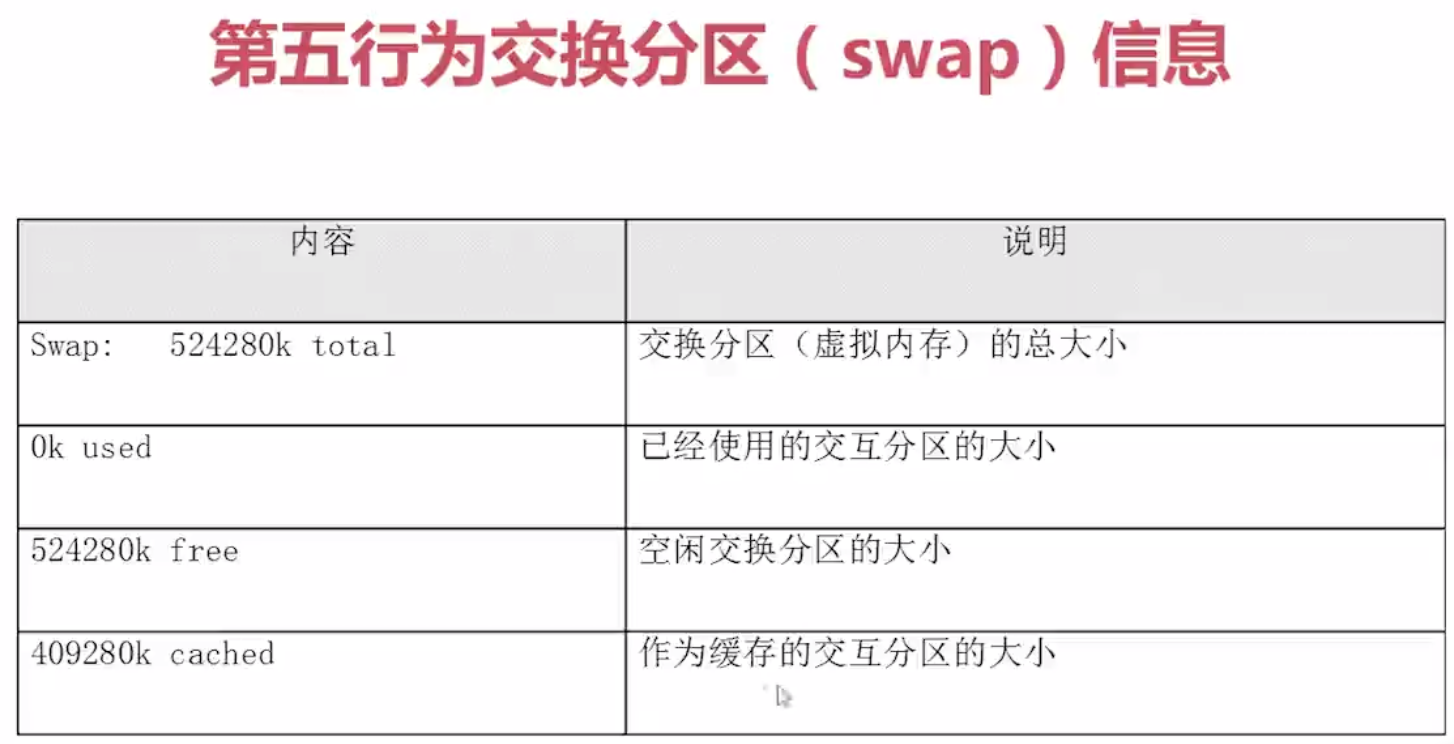 第五行为交换分区（swap）信息
内容 说明
Swap: 524280k total 交换分区（虚拟内存）的总大小
0k used 已经使用的交互分区的大小
524280k free 空闲交换分区的大小
409280k cached 作为缓存的交互分区的大小